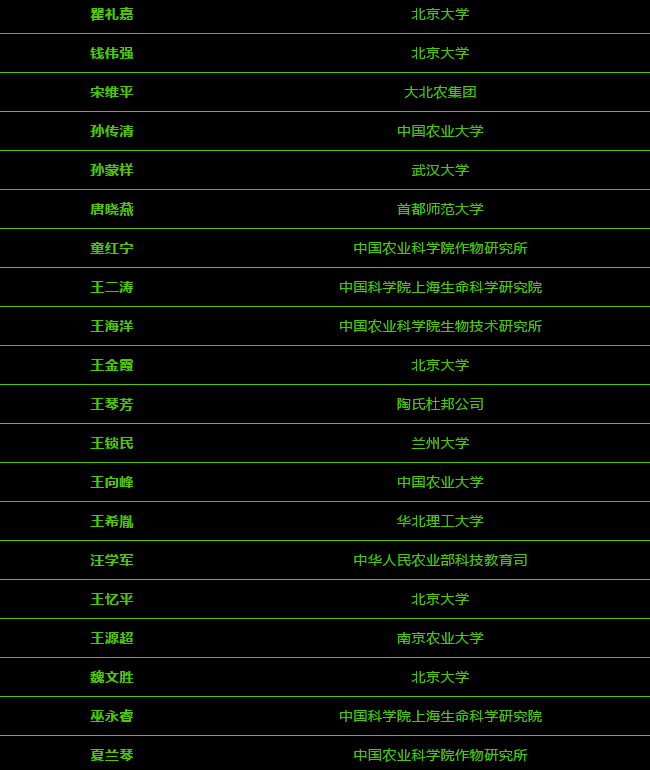 瞿礼嘉 北京大学
钱伟强 北京大学
宋维平 大北农集团
孙传清 中国农业大学
孙蒙祥 武汉大学
唐晓燕 首都师范大学
童红宁 中国农业科学院作物研究所
王二涛 中国科学院上海生命科学研究院
王海洋 中国农业科学院生物技术研究所
王金霞 北京大学
王琴芳 陶氏杜邦公司
王锁民 兰州大学
王向峰 中国农业大学
王希胤 华北理工大学
汪学军 中华人民农业部科技教育司
王忆平 北京大学
王源超 南京农业大学
魏文胜 北京大学
巫永睿 中国科学院上海生命科学研究院
夏兰琴 中国农业科学院作物研究所